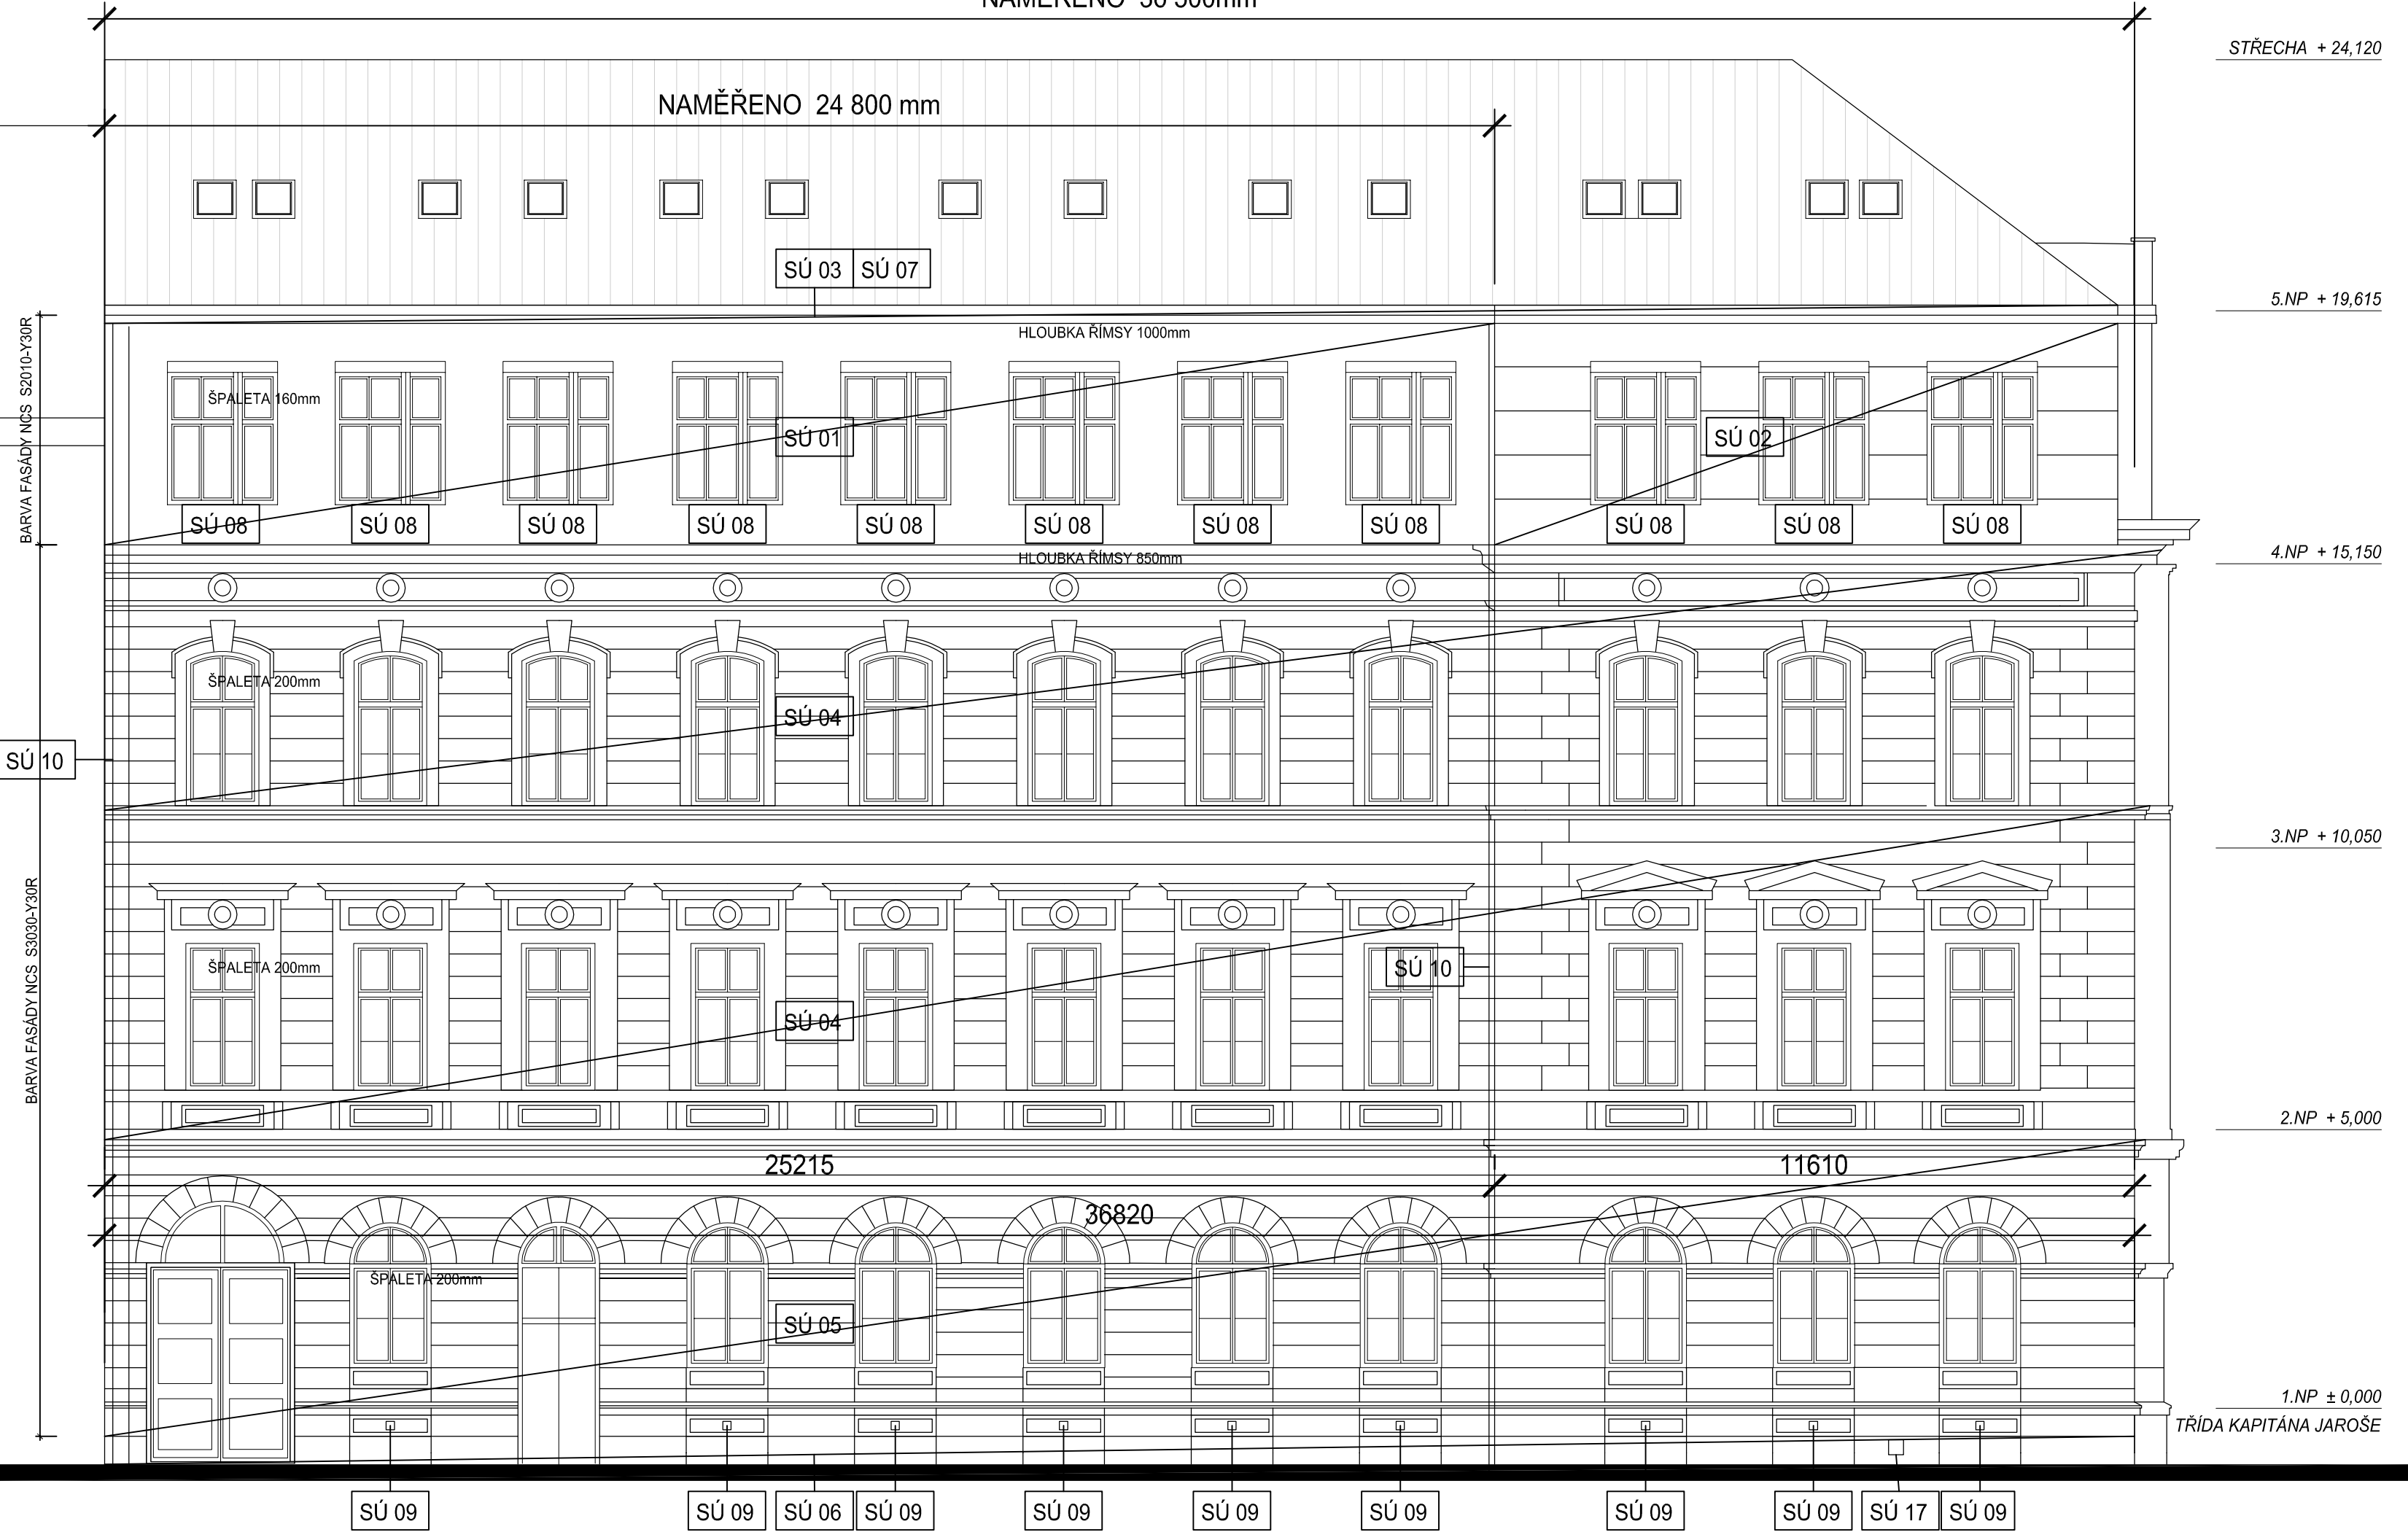 NAMĚŘENO 36 500mm
STŘECHA + 24,120
NAMĚŘENO 24 800 mm
SÚ 03 SÚ 07
5.NP + 19,615
HLOUBKA ŘÍMSY 1000mm
BARVA FASÁDY NCS S2010-Y30R
ŠPALETA 160mm
SÚ 01
SÚ 02
SÚ 08 SÚ 08 SÚ 08 SÚ 08 SÚ 08 SÚ 08 SÚ 08 SÚ 08 SÚ 08 SÚ 08 SÚ 08
HLOUBKA ŘÍMSY 850mm
4.NP + 15,150
ŠPALETA 200mm
SÚ 04
SÚ 10
3.NP + 10,050
BARVA FASÁDY NCS S3030-Y30R
ŠPALETA 200mm
SÚ 10
SÚ 04
2.NP + 5,000
25215
11610
36820
ŠPALETA 200mm
SÚ 05
1.NP ± 0,000
TŘÍDA KAPITÁNA JAROŠE
SÚ 09 SÚ 09 SÚ 06 SÚ 09 SÚ 09 SÚ 09 SÚ 09 SÚ 09 SÚ 09 SÚ 17 SÚ 09